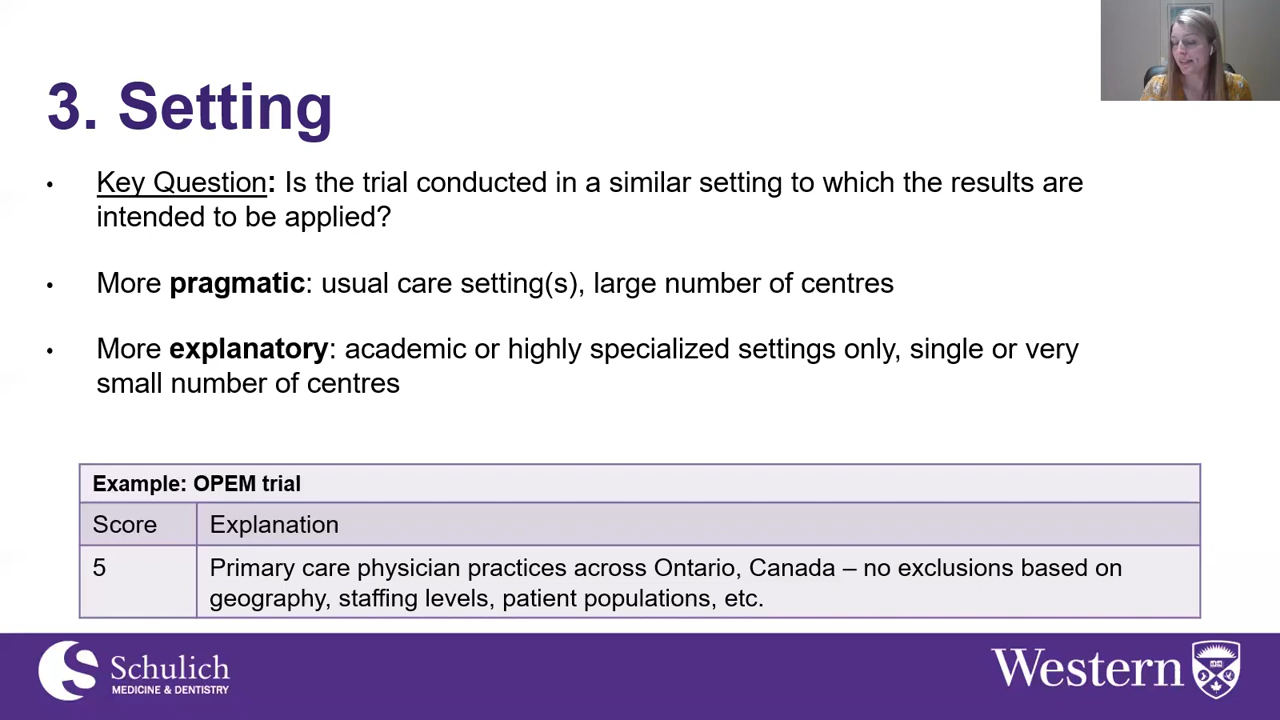 3. Setting
• Key Question: Is the trial conducted in a similar setting to which the results are
intended to be applied?
• More pragmatic: usual care setting(s), large number of centres
• More explanatory: academic or highly specialized settings only, single or very
small number of centres
Example: OPEM trial
Score Explanation
5 Primary care physician practices across Ontario, Canada – no exclusions based on
geography, staffing levels, patient populations, etc.
Schulich
MEDICINE & DENTISTRY
Western